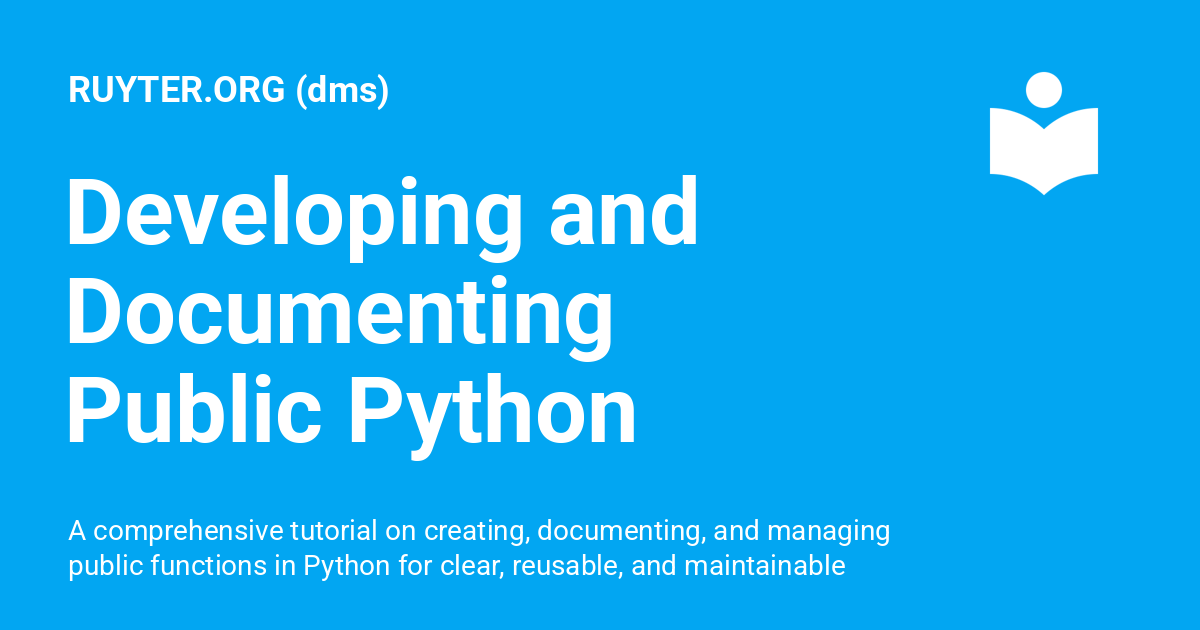 RUYTER.ORG (dms)
Developing and
Documenting
Public Python
A comprehensive tutorial on creating, documenting, and managing
public functions in Python for clear, reusable, and maintainable